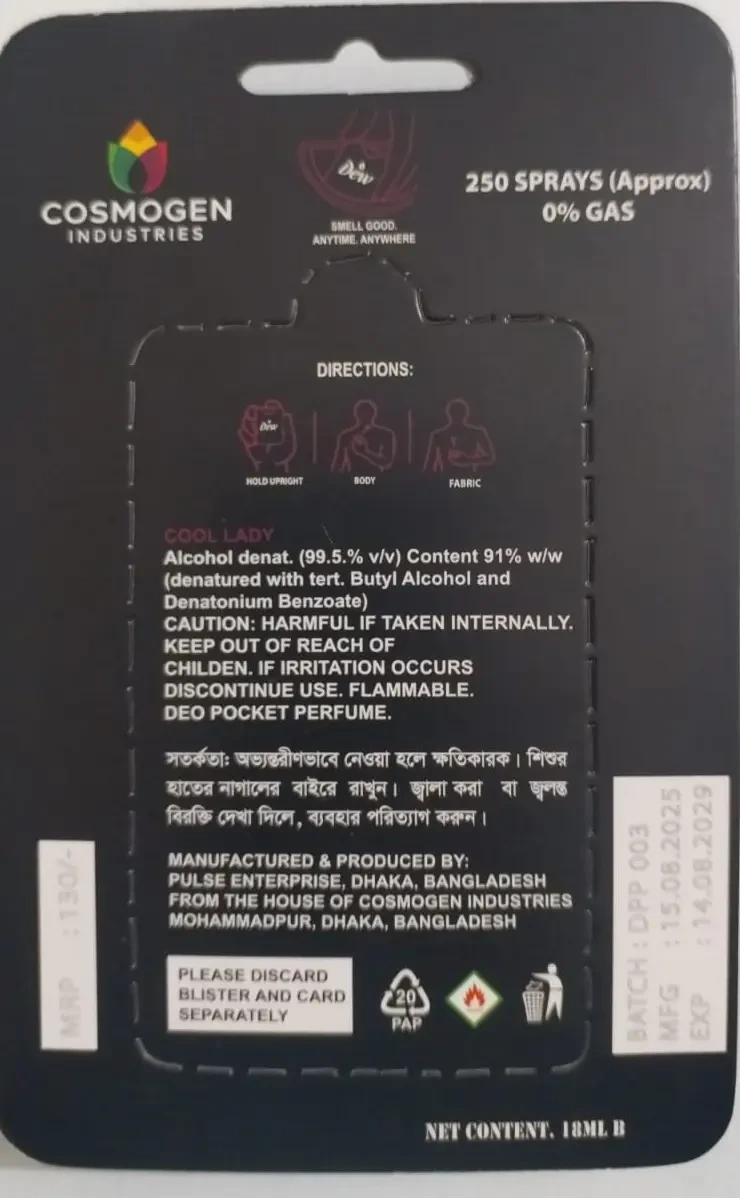 COSMOGEN
INDUSTRIES
Dew
SMELL GOOD.
ANYTIME. ANYWHERE
250 SPRAYS (Approx)
0% GAS
DIRECTIONS:
Dew
HOLD UPRIGHT
BODY
FABRIC
COOL LADY
Alcohol denat. (99.5.% v/v) Content 91% w/w
(denatured with tert. Butyl Alcohol and
Denatonium Benzoate)
CAUTION: HARMFUL IF TAKEN INTERNALLY.
KEEP OUT OF REACH OF
CHILDEN. IF IRRITATION OCCURS
DISCONTINUE USE. FLAMMABLE.
DEO POCKET PERFUME.
সতর্কতা: অভ্যন্তরীণভাবে নেওয়া হলে ক্ষতিকারক। শিশুর
হাতের নাগালের বাইরে রাখুন। জ্বালা করা বা জ্বলন্ত
বিরক্তি দেখা দিলে, ব্যবহার পরিত্যাগ করুন।
MANUFACTURED & PRODUCED BY:
PULSE ENTERPRISE, DHAKA, BANGLADESH
FROM THE HOUSE OF COSMOGEN INDUSTRIES
MOHAMMADPUR, DHAKA, BANGLADESH
PLEASE DISCARD
BLISTER AND CARD
SEPARATELY
20
PAP
MRP : 130/-
BATCH : DPP 003
MFG : 15.08.2025
EXP : 14.08.2029
NET CONTENT. 18ML B